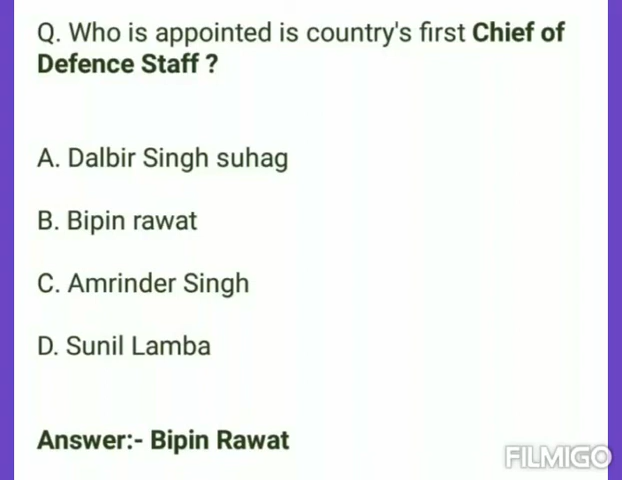 Q. Who is appointed is country's first Chief of
Defence Staff ?
A. Dalbir Singh suhag
B. Bipin rawat
C. Amrinder Singh
D. Sunil Lamba
Answer:- Bipin Rawat
FILMIGO